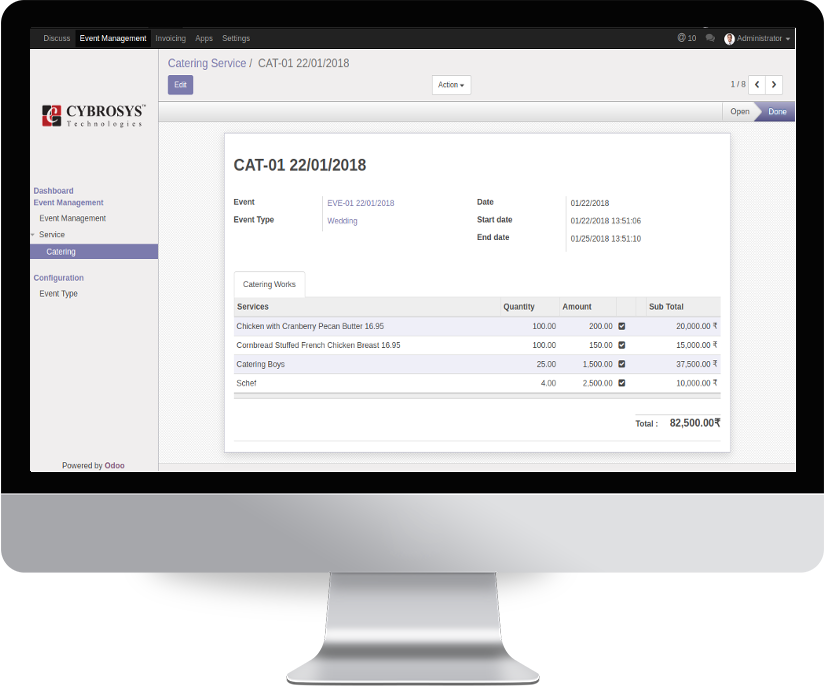 Discuss Event Management Invoicing Apps Settings @ 10 Administrator
Catering Service / CAT-01 22/01/2018
Edit Action 1 / 8
Open Done
CYBROSYS™
Technologies
Dashboard
Event Management
Event Management
Service
Catering
Configuration
Event Type
Powered by Odoo
CAT-01 22/01/2018
Event EVE-01 22/01/2018 Date 01/22/2018
Event Type Wedding Start date 01/22/2018 13:51:06
End date 01/25/2018 13:51:10
Catering Works
Services Quantity Amount Sub Total
Chicken with Cranberry Pecan Butter 16.95 100.00 200.00 20,000.00 ₹
Cornbread Stuffed French Chicken Breast 16.95 100.00 150.00 15,000.00 ₹
Catering Boys 25.00 1,500.00 37,500.00 ₹
Schef 4.00 2,500.00 10,000.00 ₹
Total : 82,500.00₹